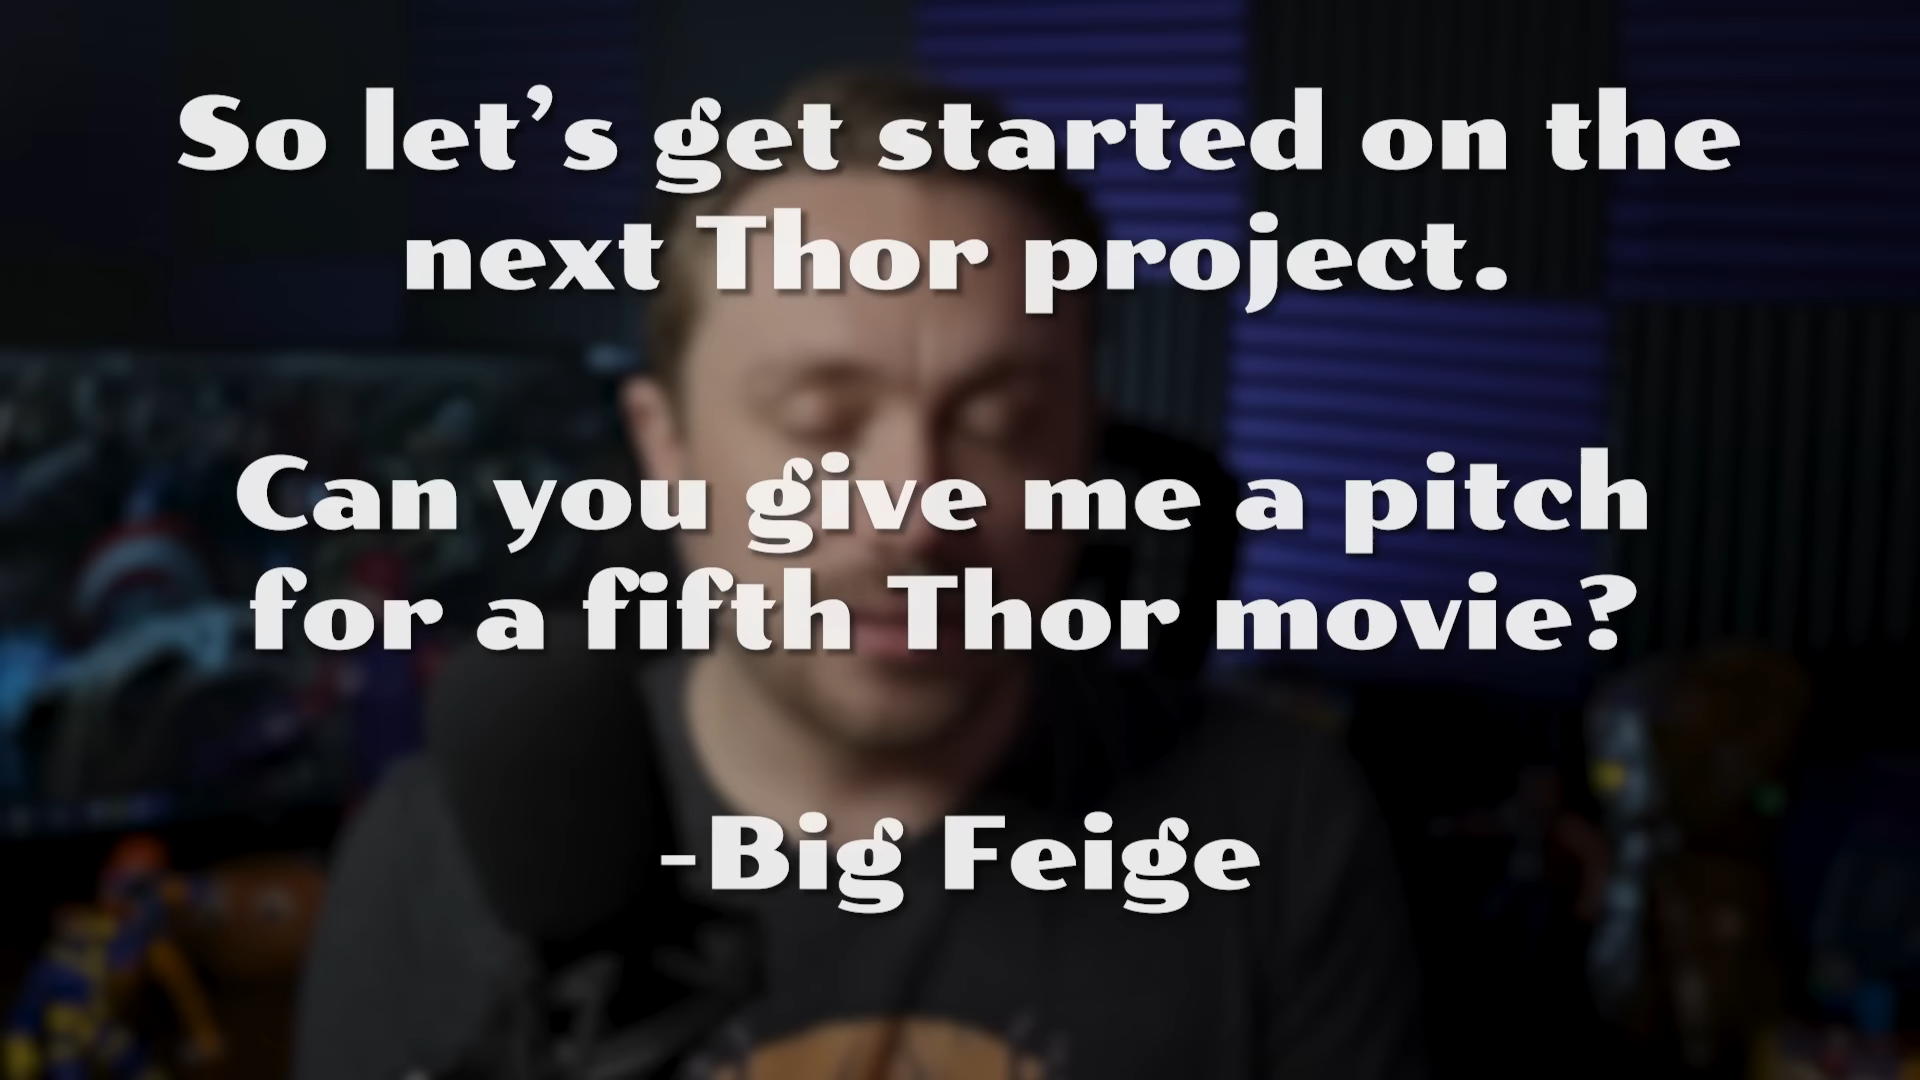 So let’s get started on the
next Thor project.
Can you give me a pitch
for a fifth Thor movie?
-Big Feige